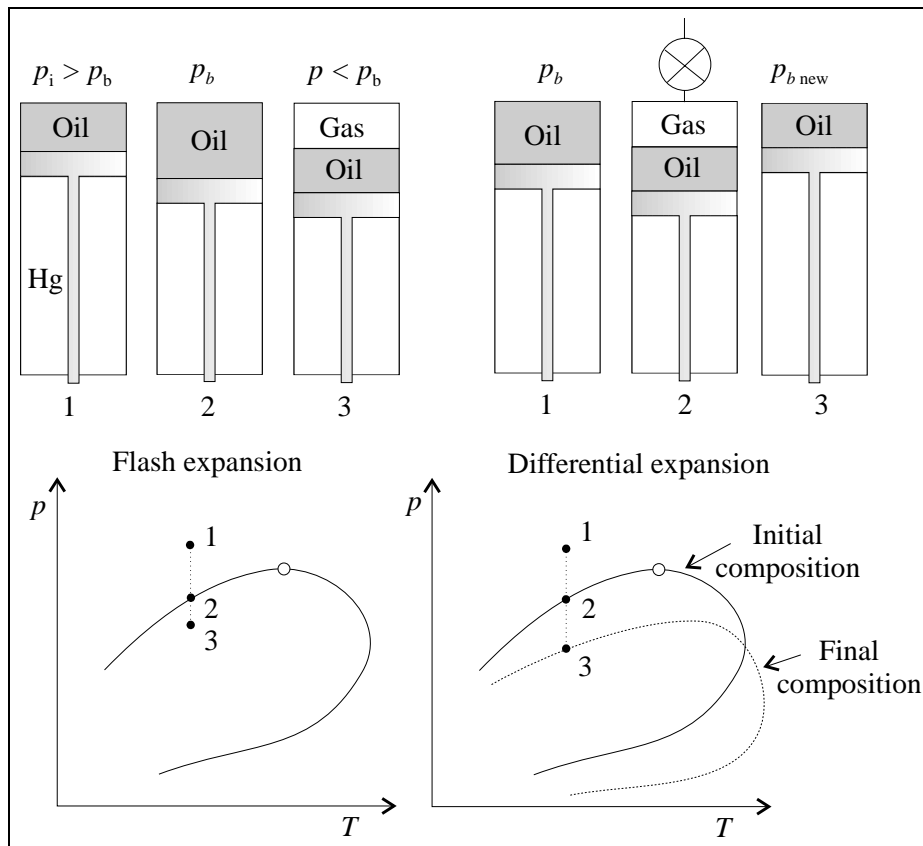 pi > pb
pb
p < pb
pb
pb new
Oil
Oil
Gas
Oil
Oil
Gas
Oil
Oil
Hg
1
2
3
1
2
3
Flash expansion
Differential expansion
p
1
2
3
T
p
1
2
3
Initial
composition
Final
composition
T